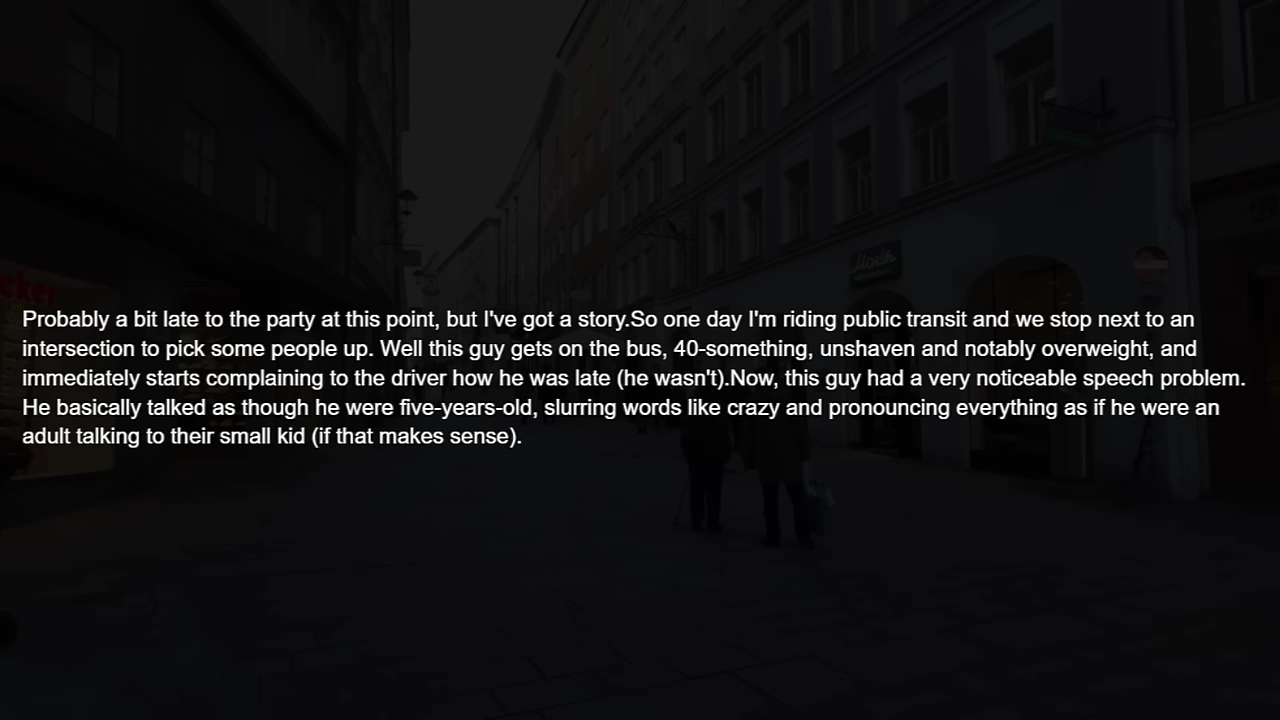 Probably a bit late to the party at this point, but I've got a story.So one day I'm riding public transit and we stop next to an
intersection to pick some people up. Well this guy gets on the bus, 40-something, unshaven and notably overweight, and
immediately starts complaining to the driver how he was late (he wasn't).Now, this guy had a very noticeable speech problem.
He basically talked as though he were five-years-old, slurring words like crazy and pronouncing everything as if he were an
adult talking to their small kid (if that makes sense).
cker